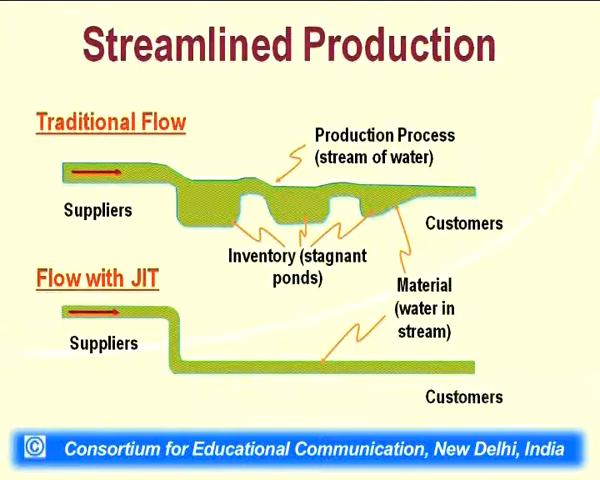 Streamlined Production
Traditional Flow
Production Process
(stream of water)
Suppliers
Customers
Inventory (stagnant
ponds)
Flow with JIT
Material
(water in
stream)
Suppliers
Customers
© Consortium for Educational Communication, New Delhi, India